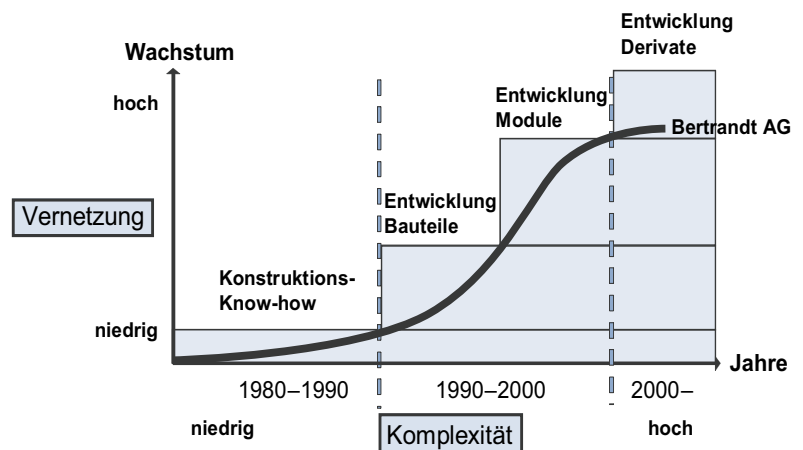 Entwicklung
Derivate
Wachstum
hoch
Entwicklung
Module
Bertrandt AG
Vernetzung
Entwicklung
Bauteile
Konstruktions-
Know-how
niedrig
Jahre
1980–1990
1990–2000
2000–
niedrig
Komplexität
hoch